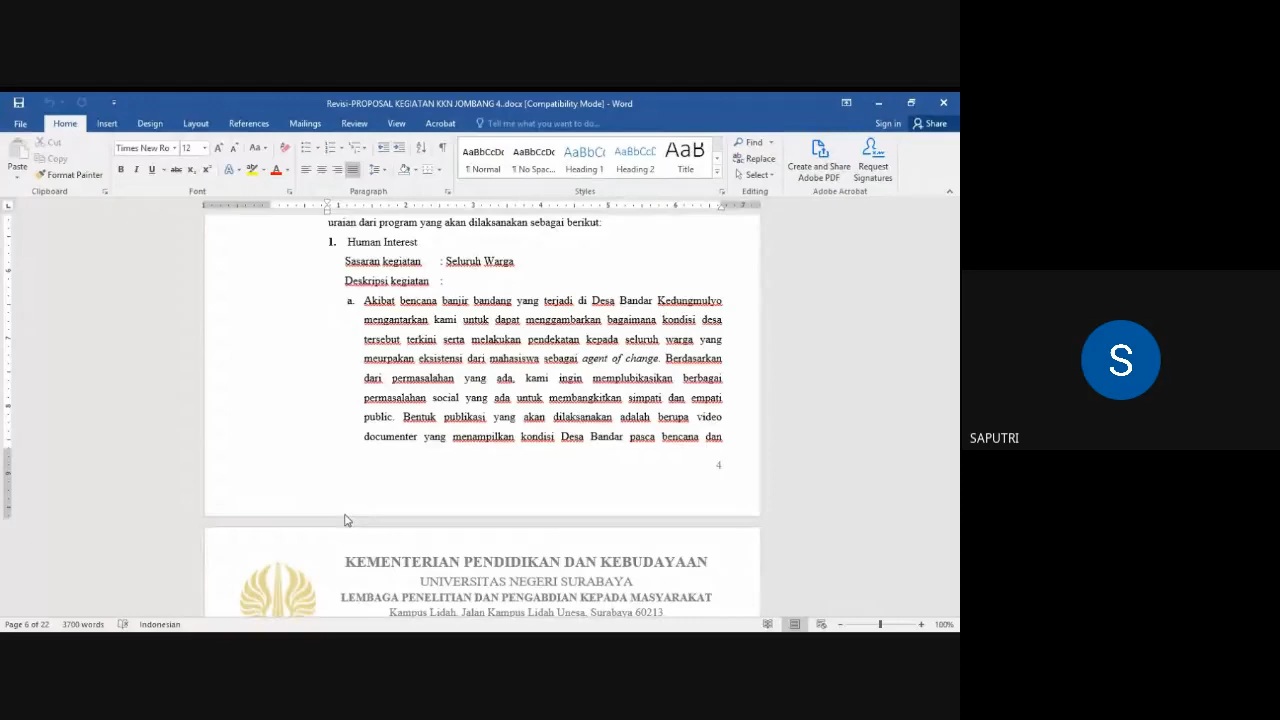 Revisi-PROPOSAL KEGIATAN KKN JOMBANG 4..docx [Compatibility Mode] - Word
File Home Insert Design Layout References Mailings Review View Acrobat Tell me what you want to do... Sign in Share
Paste Cut Copy Format Painter Clipboard
Times New Ro 12 Font
Paragraph
AaBbCcDc AaBbCcDc AaBbCc AaBbCcC AaB
¶ Normal ¶ No Spac... Heading 1 Heading 2 Title
Styles
Find Replace Select Editing
Create and Share Adobe PDF Request Signatures
Adobe Acrobat
uraian dari program yang akan dilaksanakan sebagai berikut:
1. Human Interest
Sasaran kegiatan : Seluruh Warga
Deskripsi kegiatan :
a. Akibat bencana banjir bandang yang terjadi di Desa Bandar Kedungmulyo
mengantarkan kami untuk dapat menggambarkan bagaimana kondisi desa
tersebut terkini serta melakukan pendekatan kepada seluruh warga yang
meurpakan eksistensi dari mahasiswa sebagai agent of change. Berdasarkan
dari permasalahan yang ada, kami ingin memplubikasikan berbagai
permasalahan social yang ada untuk membangkitkan simpati dan empati
public. Bentuk publikasi yang akan dilaksanakan adalah berupa video
documenter yang menampilkan kondisi Desa Bandar pasca bencana dan
4
KEMENTERIAN PENDIDIKAN DAN KEBUDAYAAN
UNIVERSITAS NEGERI SURABAYA
LEMBAGA PENELITIAN DAN PENGABDIAN KEPADA MASYARAKAT
Kampus Lidah, Jalan Kampus Lidah Unesa, Surabaya 60213
Page 6 of 22 3700 words Indonesian 100%
S
SAPUTRI